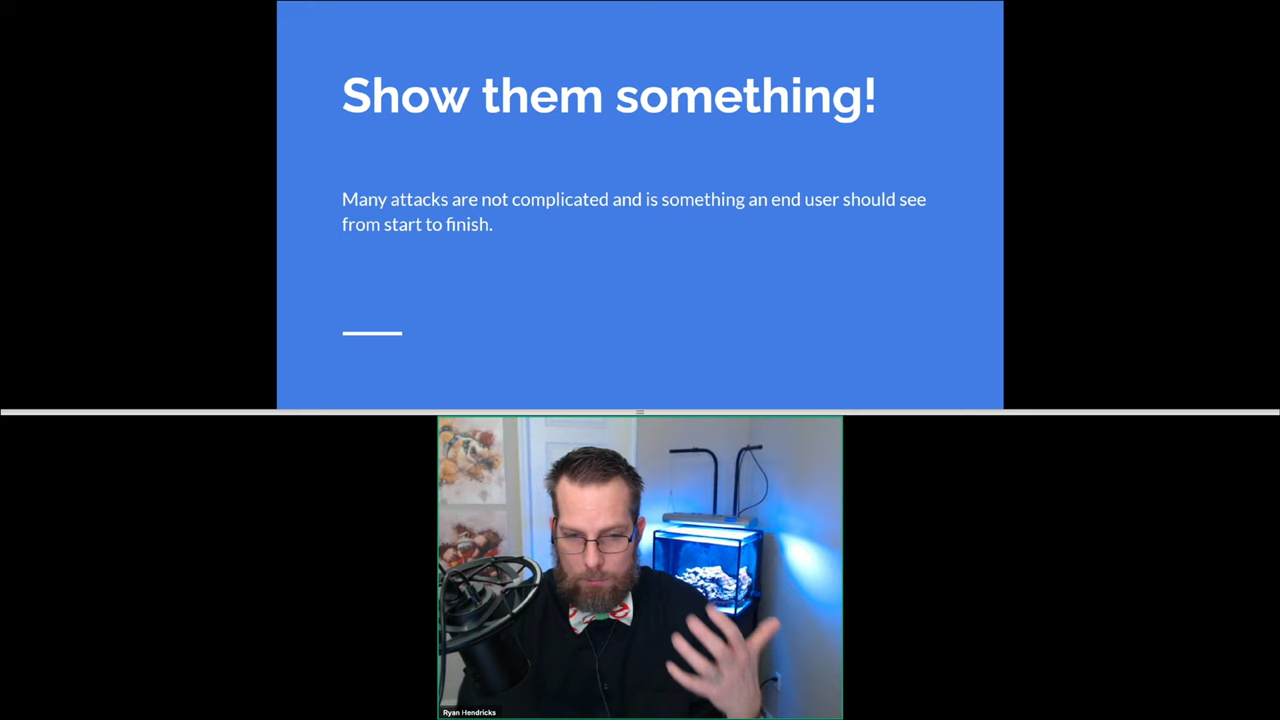 Show them something!
Many attacks are not complicated and is something an end user should see
from start to finish.
Ryan Hendricks